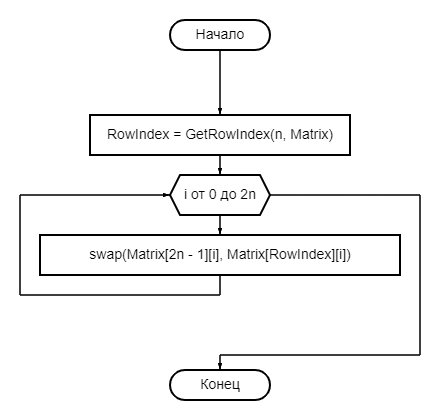 Начало
RowIndex = GetRowIndex(n, Matrix)
i от 0 до 2n
swap(Matrix[2n - 1][i], Matrix[RowIndex][i])
Конец